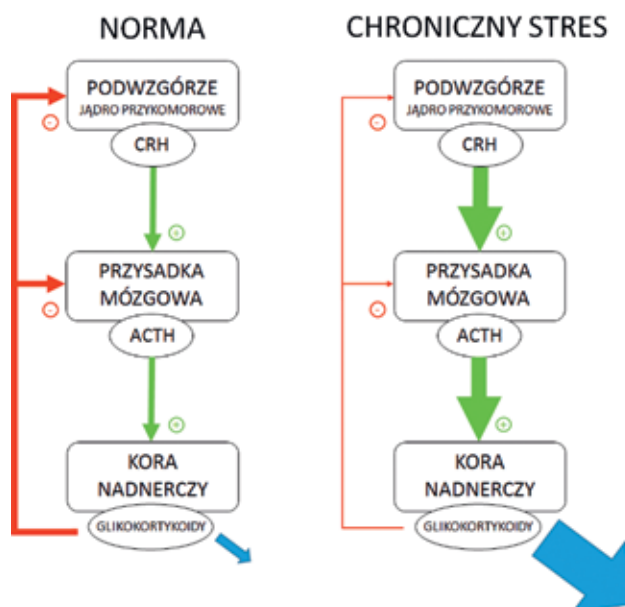 NORMA
PODWZGÓRZE
JĄDRO PRZYKOMOROWE
-
CRH
+
PRZYSADKA
MÓZGOWA
-
ACTH
+
KORA
NADNERCZY
GLIKOKORTYKOIDY
CHRONICZNY STRES
PODWZGÓRZE
JĄDRO PRZYKOMOROWE
-
CRH
+
PRZYSADKA
MÓZGOWA
-
ACTH
+
KORA
NADNERCZY
GLIKOKORTYKOIDY